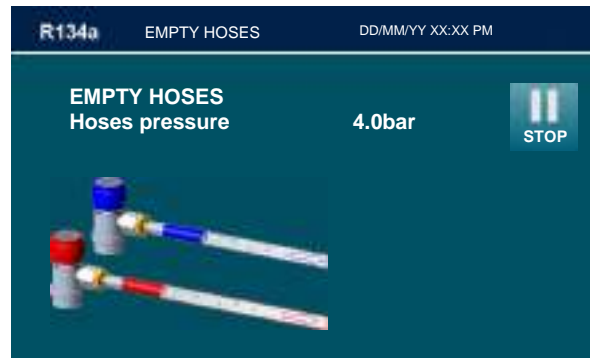 R134a EMPTY HOSES DD/MM/YY XX:XX PM
EMPTY HOSES
Hoses pressure 4.0bar
STOP